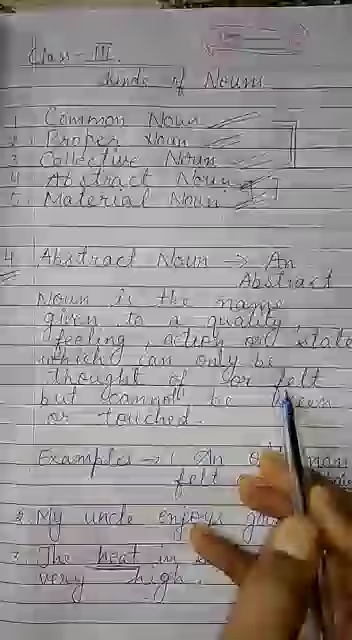 Class - III.
Kinds of Noun
1. Common Noun
2. Proper Noun
3. Collective Noun
4. Abstract Noun
5. Material Noun
4 Abstract Noun → An
Abstract
Noun is the name
given to a quality,
feeling, action or state
which can only be
thought of or felt
but cannot be seen
or touched.
Examples → 1. An old man
felt
2. My uncle enjoys
3. The heat in
very high.